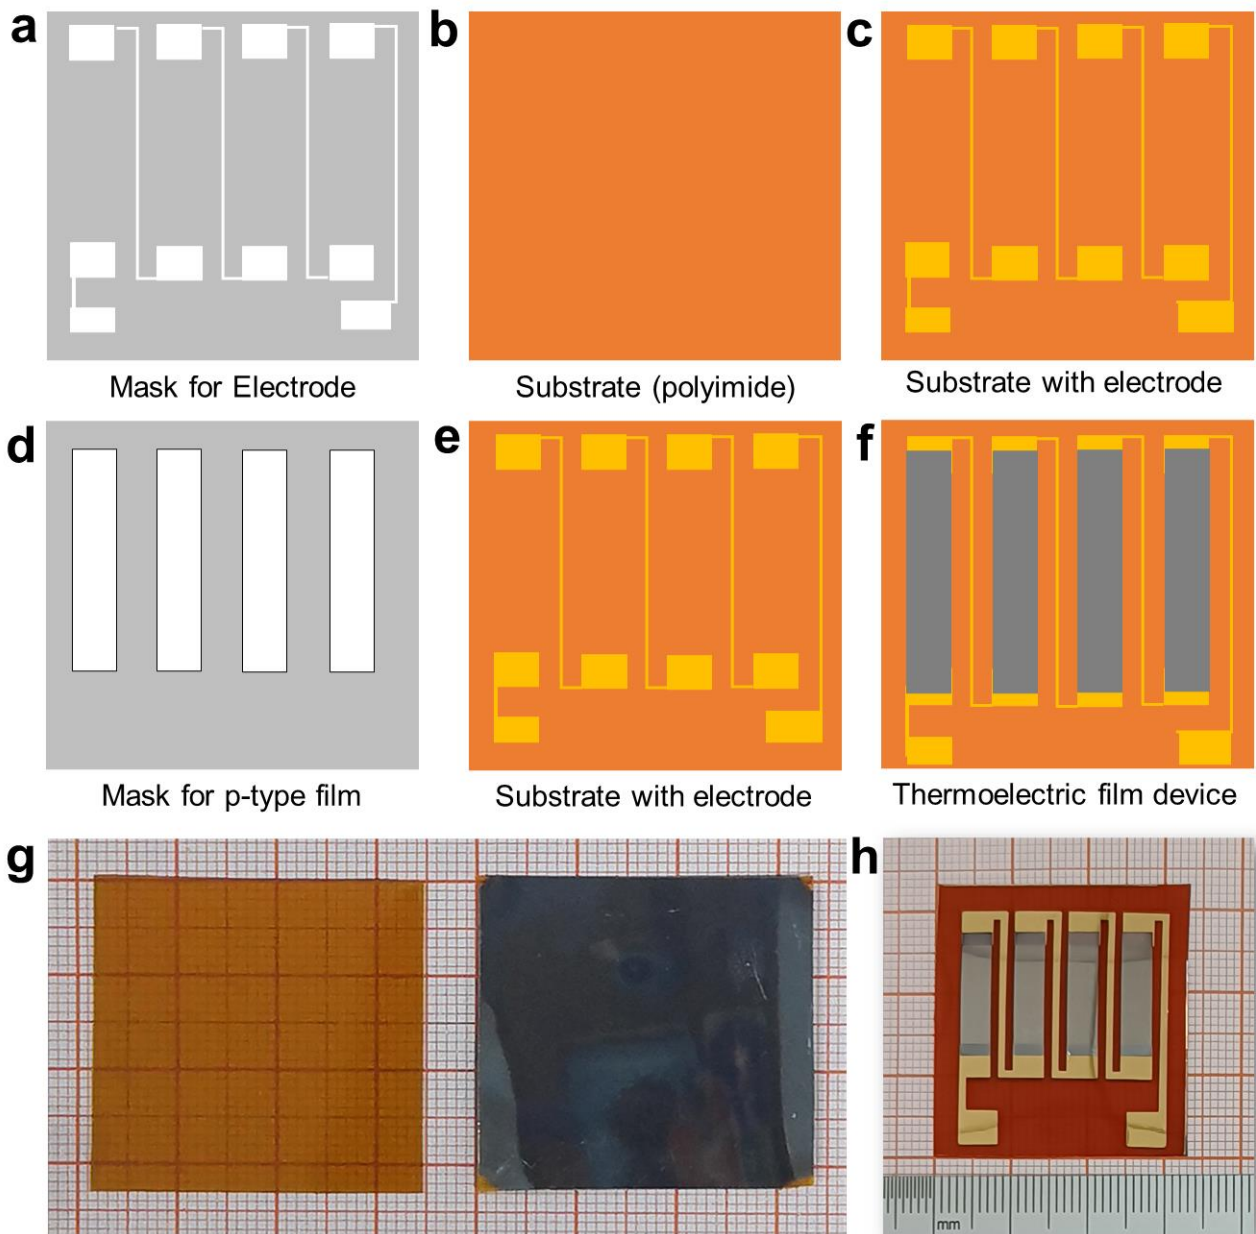 a
b
c
Mask for Electrode
Substrate (polyimide)
Substrate with electrode
d
e
f
Mask for p-type film
Substrate with electrode
Thermoelectric film device
g
h
mm